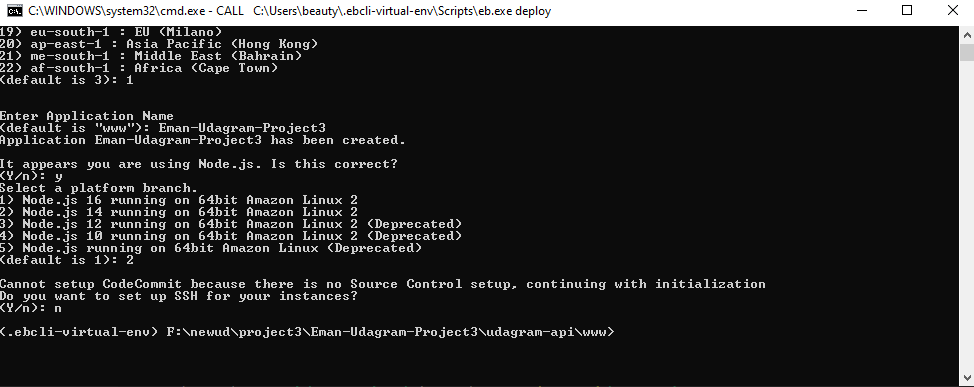 C:\WINDOWS\system32\cmd.exe - CALL C:\Users\beauty\.ebcli-virtual-env\Scripts\eb.exe deploy
19) eu-south-1 : EU (Milano)
20) ap-east-1 : Asia Pacific (Hong Kong)
21) me-south-1 : Middle East (Bahrain)
22) af-south-1 : Africa (Cape Town)
(default is 3): 1
Enter Application Name
(default is "www"): Eman-Udagram-Project3
Application Eman-Udagram-Project3 has been created.
It appears you are using Node.js. Is this correct?
(Y/n): y
Select a platform branch.
1) Node.js 16 running on 64bit Amazon Linux 2
2) Node.js 14 running on 64bit Amazon Linux 2
3) Node.js 12 running on 64bit Amazon Linux 2 (Deprecated)
4) Node.js 10 running on 64bit Amazon Linux 2 (Deprecated)
5) Node.js running on 64bit Amazon Linux (Deprecated)
(default is 1): 2
Cannot setup CodeCommit because there is no Source Control setup, continuing with initialization
Do you want to set up SSH for your instances?
(Y/n): n
(.ebcli-virtual-env) F:\newud\project3\Eman-Udagram-Project3\udagram-api\www>